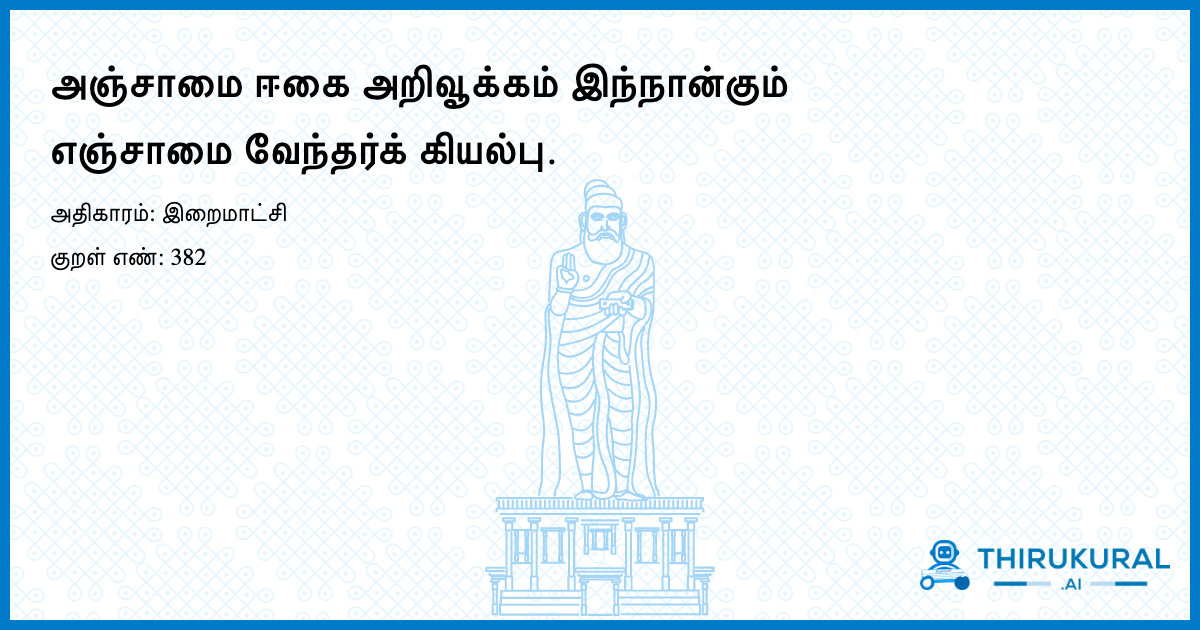 அஞ்சாமை ஈகை அறிவூக்கம் இந்நான்கும்
எஞ்சாமை வேந்தர்க் கியல்பு.
அதிகாரம்: இறைமாட்சி
குறள் எண்: 382
THIRUKURAL
.AI